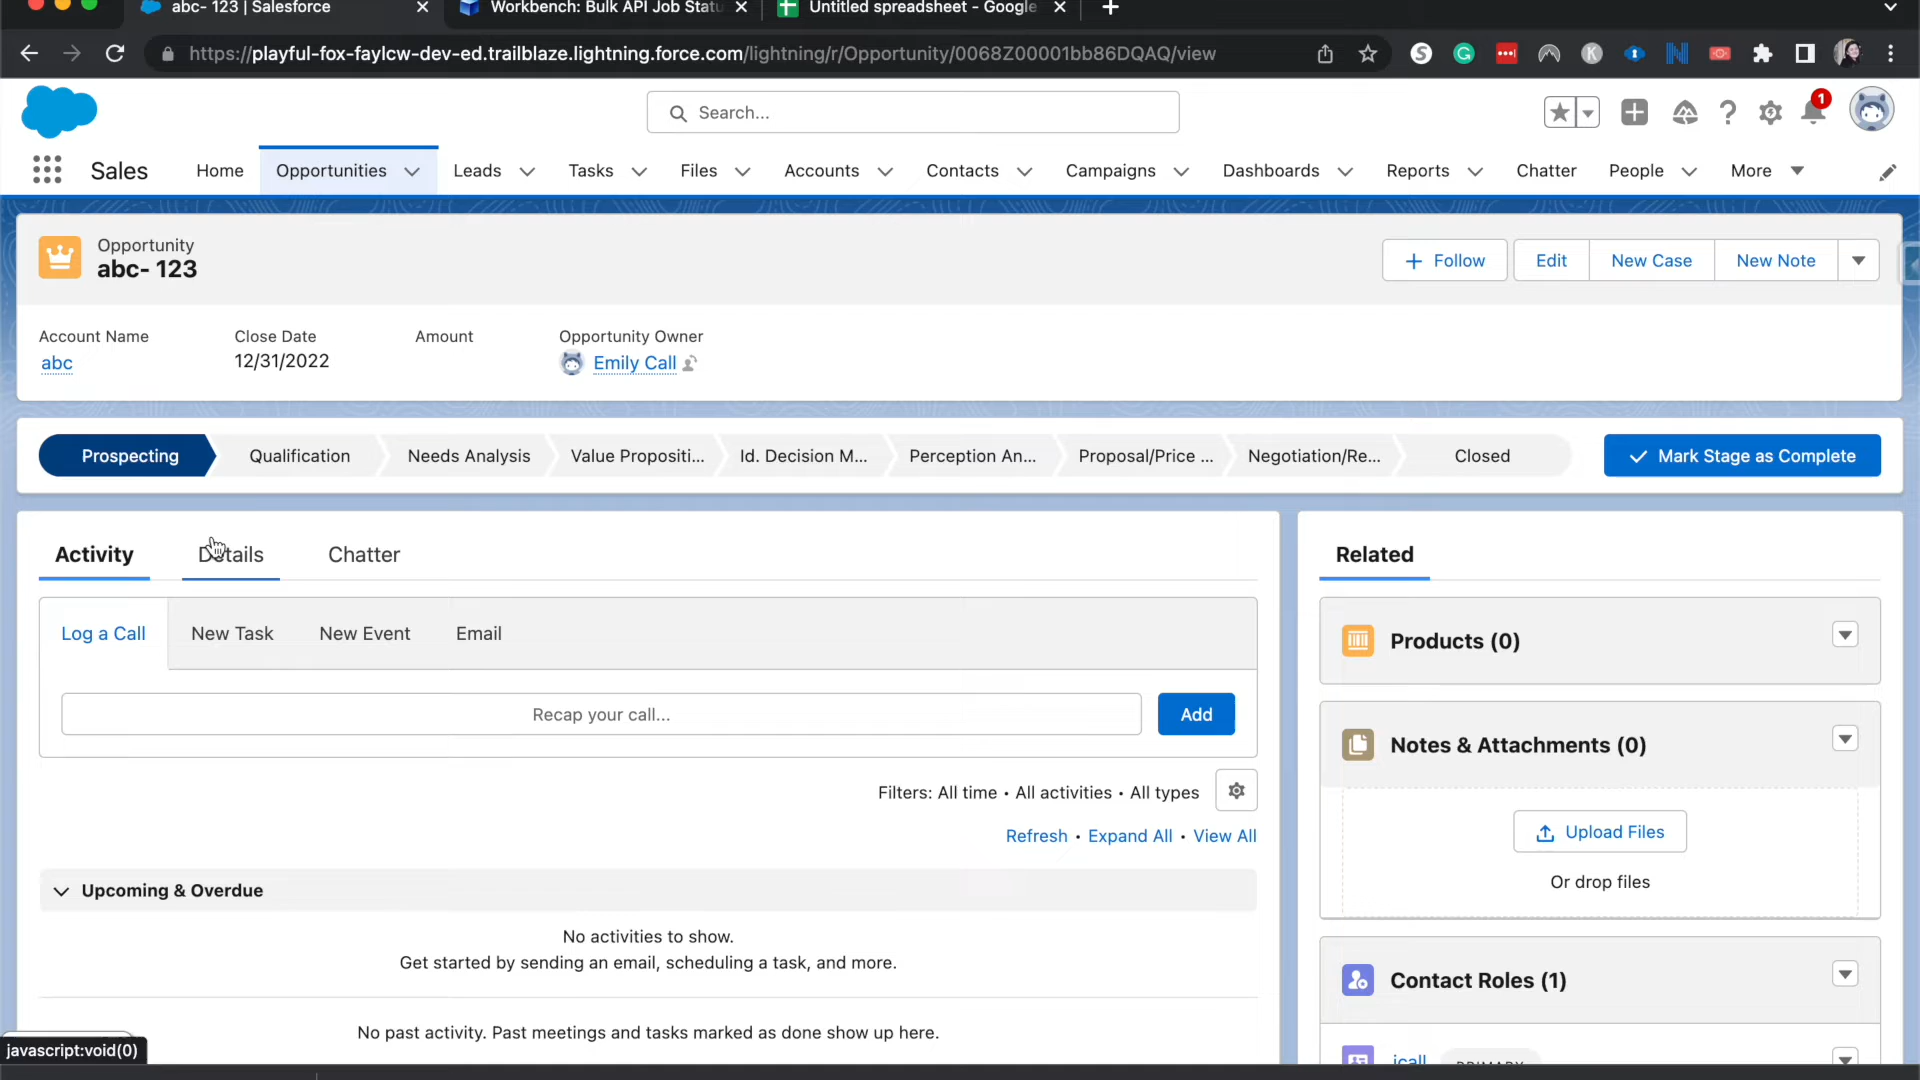 abc- 123 | Salesforce
Workbench: Bulk API Job Statu
Untitled spreadsheet - Google
https://playful-fox-faylcw-dev-ed.trailblaze.lightning.force.com/lightning/r/Opportunity/0068Z00001bb86DQAQ/view
Search...
1
Sales
Home
Opportunities
Leads
Tasks
Files
Accounts
Contacts
Campaigns
Dashboards
Reports
Chatter
People
More
Opportunity
abc- 123
Follow
Edit
New Case
New Note
Account Name
abc
Close Date
12/31/2022
Amount
Opportunity Owner
Emily Call
Prospecting
Qualification
Needs Analysis
Value Propositi...
Id. Decision M...
Perception An...
Proposal/Price ...
Negotiation/Re...
Closed
Mark Stage as Complete
Activity
Details
Chatter
Log a Call
New Task
New Event
Email
Recap your call...
Add
Filters: All time • All activities • All types
Refresh • Expand All • View All
Upcoming & Overdue
No activities to show.
Get started by sending an email, scheduling a task, and more.
No past activity. Past meetings and tasks marked as done show up here.
Related
Products (0)
Notes & Attachments (0)
Upload Files
Or drop files
Contact Roles (1)
jcall
PRIMARY
javascript:void(0)